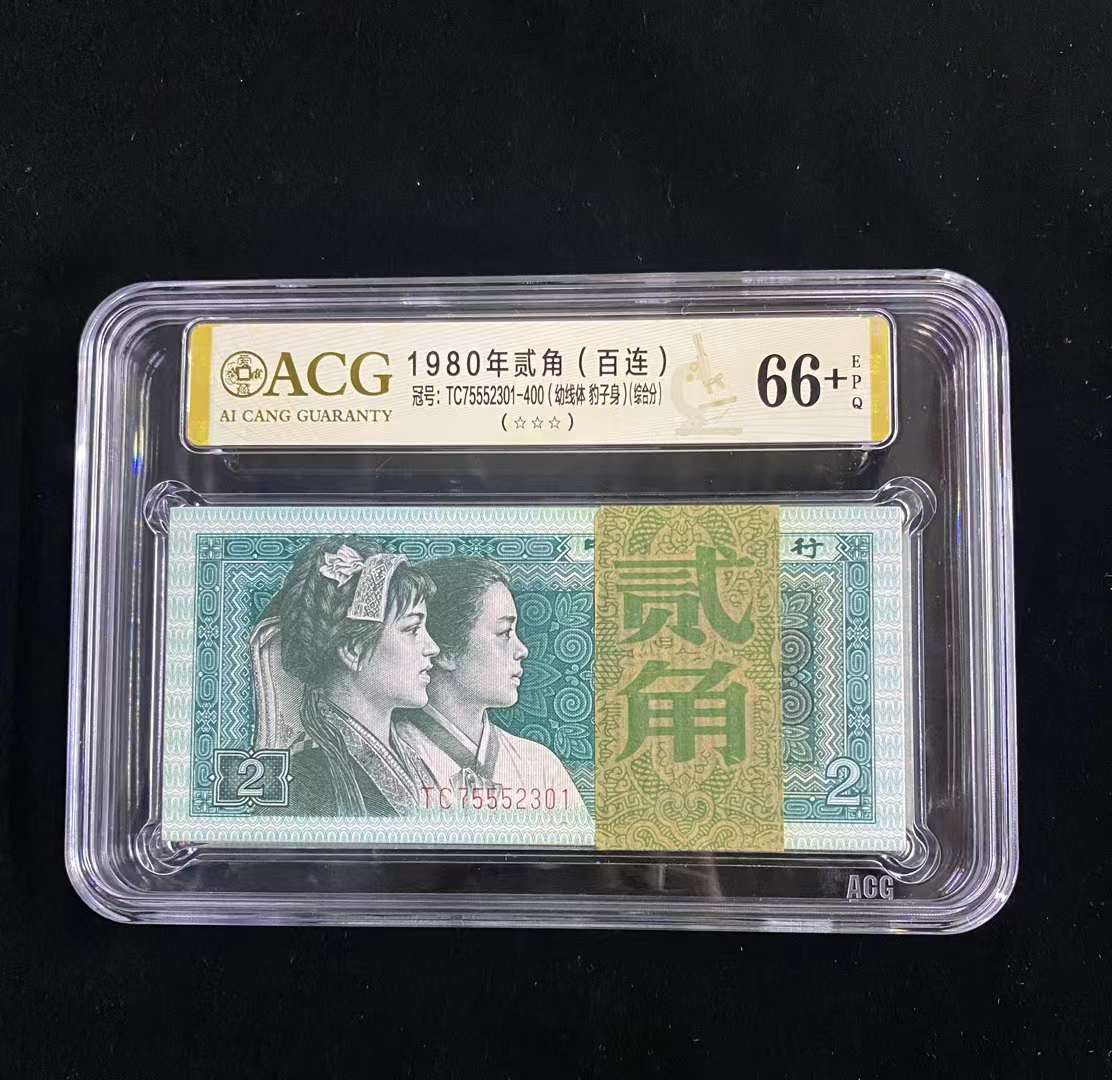 ACG
AI CANG GUARANTY
1980年贰角（百连）
冠号：TC75552301-400（幼线体 豹子身）(综合分)
(☆☆☆)
66+
EPQ
行
贰角
2
TC75552301
2
ACG